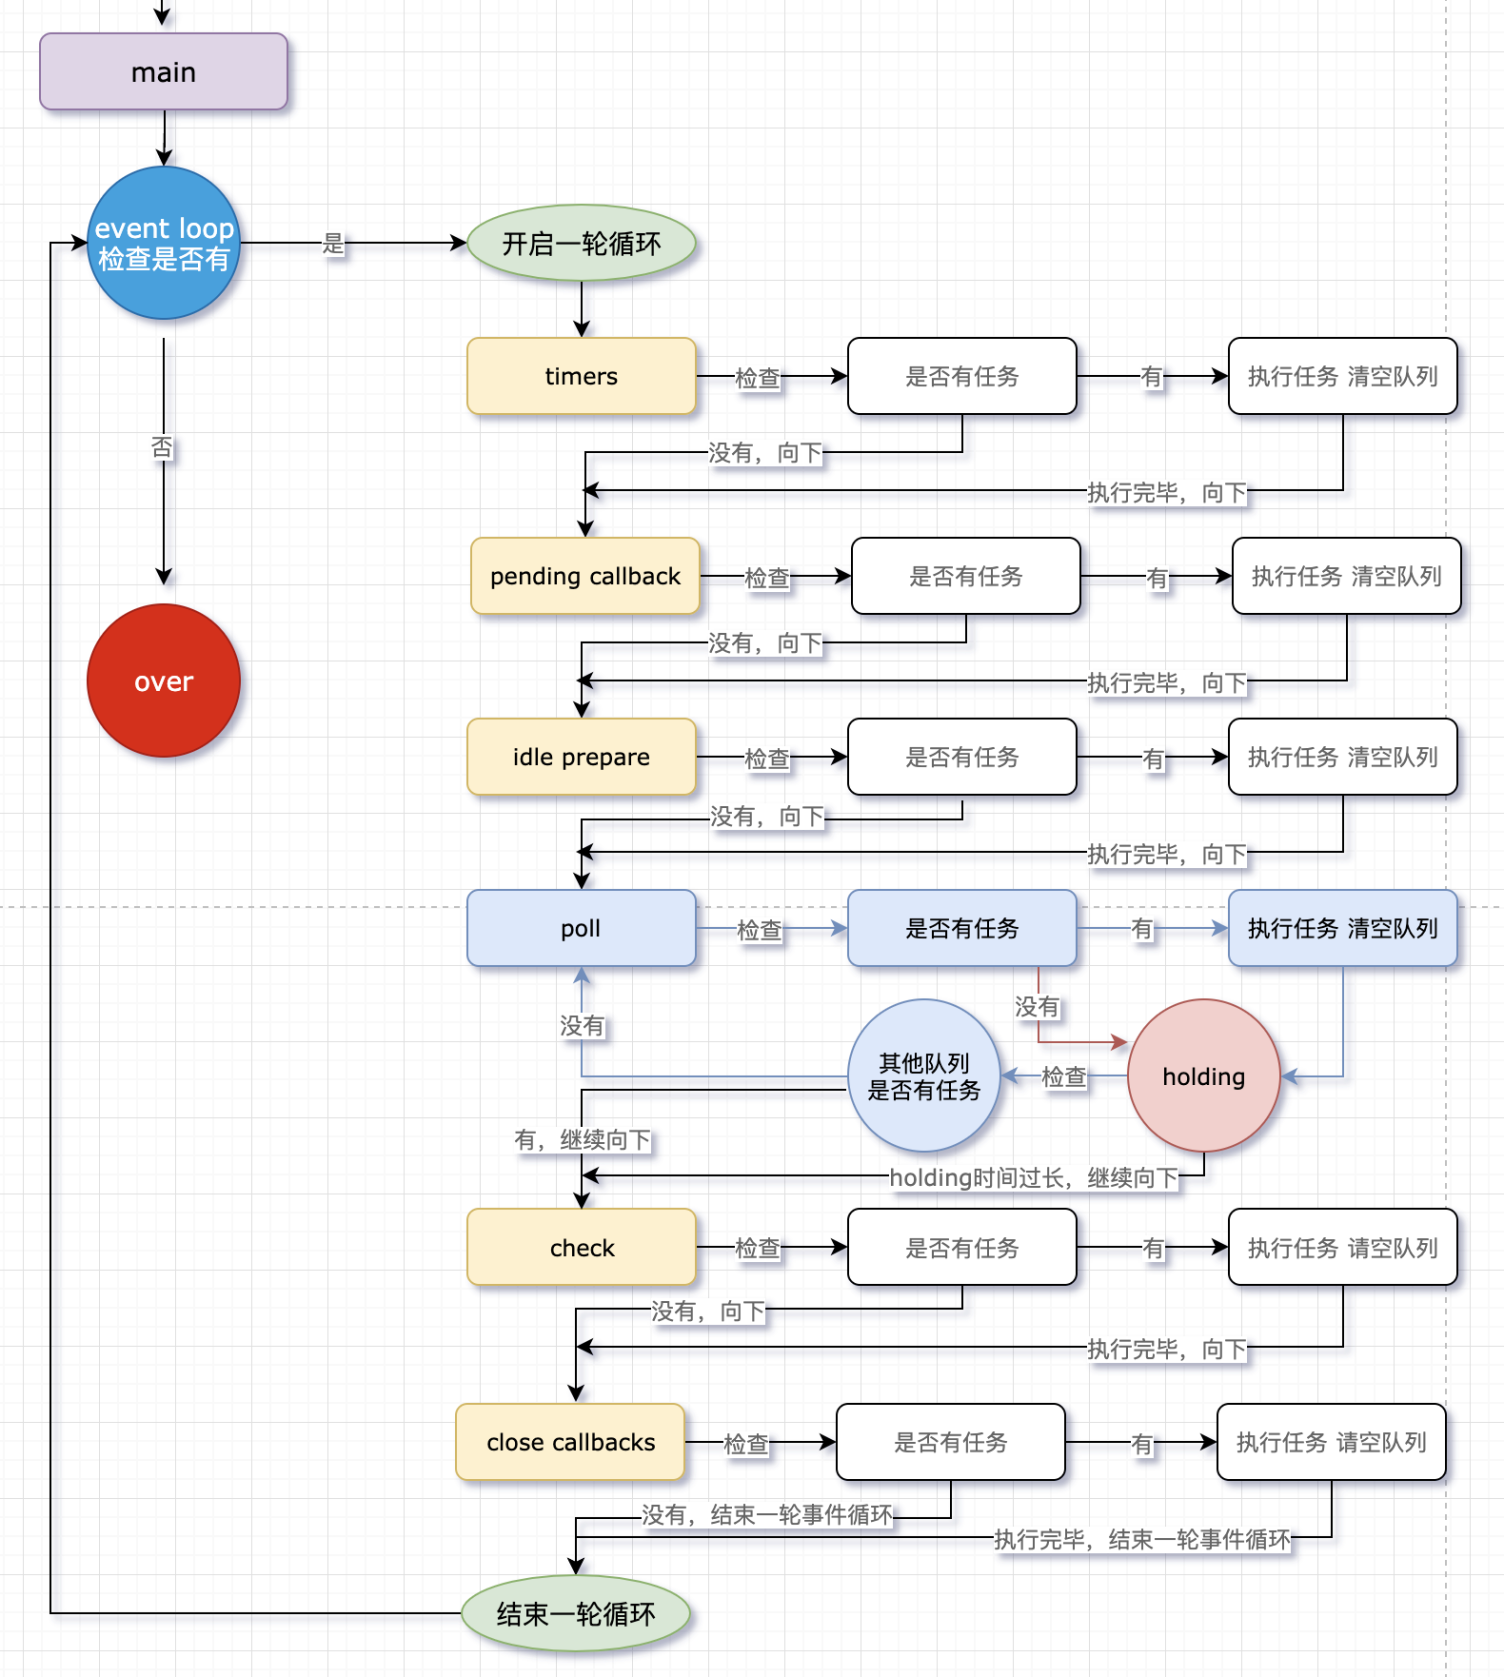 main
event loop
检查是否有
是
开启一轮循环
timers
检查
是否有任务
有
执行任务 清空队列
没有，向下
否
执行完毕，向下
pending callback
检查
是否有任务
有
执行任务 清空队列
没有，向下
over
执行完毕，向下
idle prepare
检查
是否有任务
有
执行任务 清空队列
没有，向下
执行完毕，向下
poll
检查
是否有任务
有
执行任务 清空队列
没有
没有
其他队列
是否有任务
检查
holding
有，继续向下
holding时间过长，继续向下
check
检查
是否有任务
有
执行任务 请空队列
没有，向下
执行完毕，向下
close callbacks
检查
是否有任务
有
执行任务 请空队列
没有，结束一轮事件循环
执行完毕，结束一轮事件循环
结束一轮循环